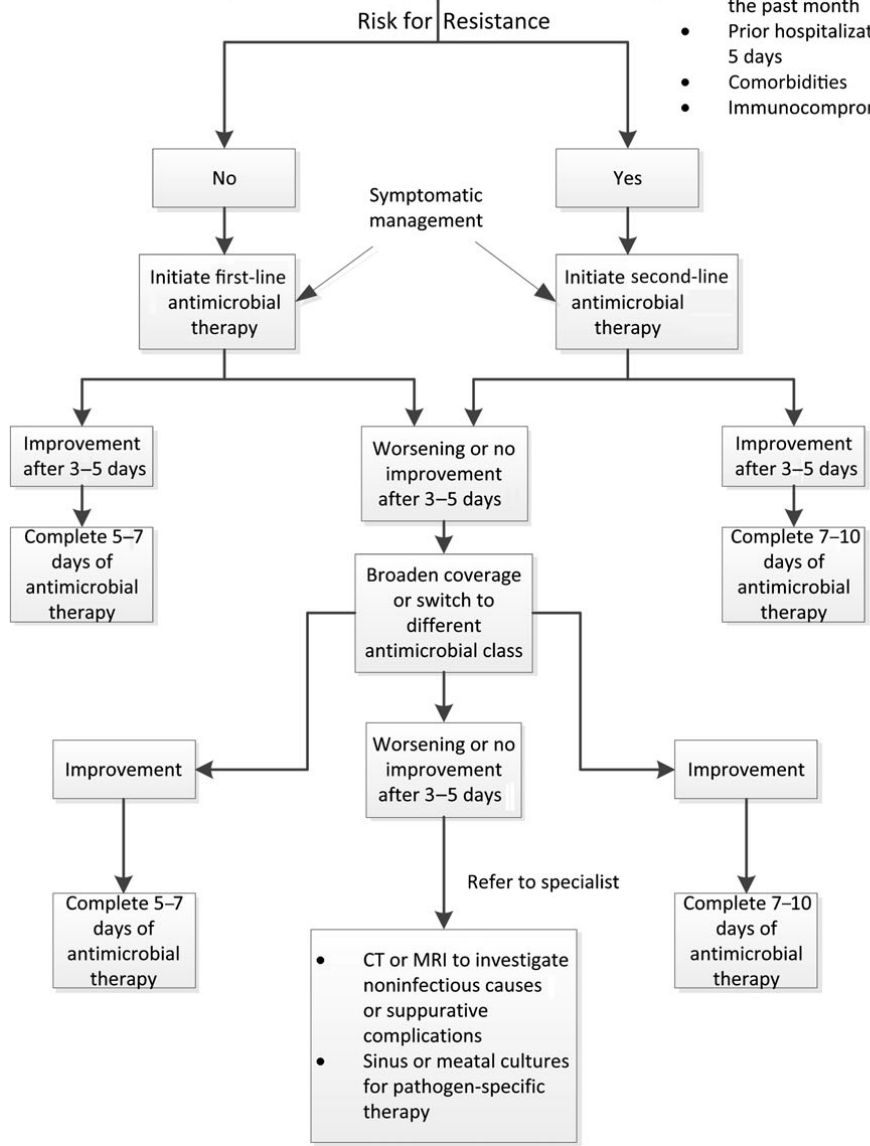 the past month
• Prior hospitalizat
5 days
• Comorbidities
• Immunocompron
Risk for Resistance
No
Yes
Symptomatic
management
Initiate first-line
antimicrobial
therapy
Initiate second-line
antimicrobial
therapy
Improvement
after 3–5 days
Worsening or no
improvement
after 3–5 days
Improvement
after 3–5 days
Complete 5–7
days of
antimicrobial
therapy
Complete 7–10
days of
antimicrobial
therapy
Broaden coverage
or switch to
different
antimicrobial class
Improvement
Worsening or no
improvement
after 3–5 days
Improvement
Refer to specialist
Complete 5–7
days of
antimicrobial
therapy
Complete 7–10
days of
antimicrobial
therapy
• CT or MRI to investigate
noninfectious causes
or suppurative
complications
• Sinus or meatal cultures
for pathogen-specific
therapy